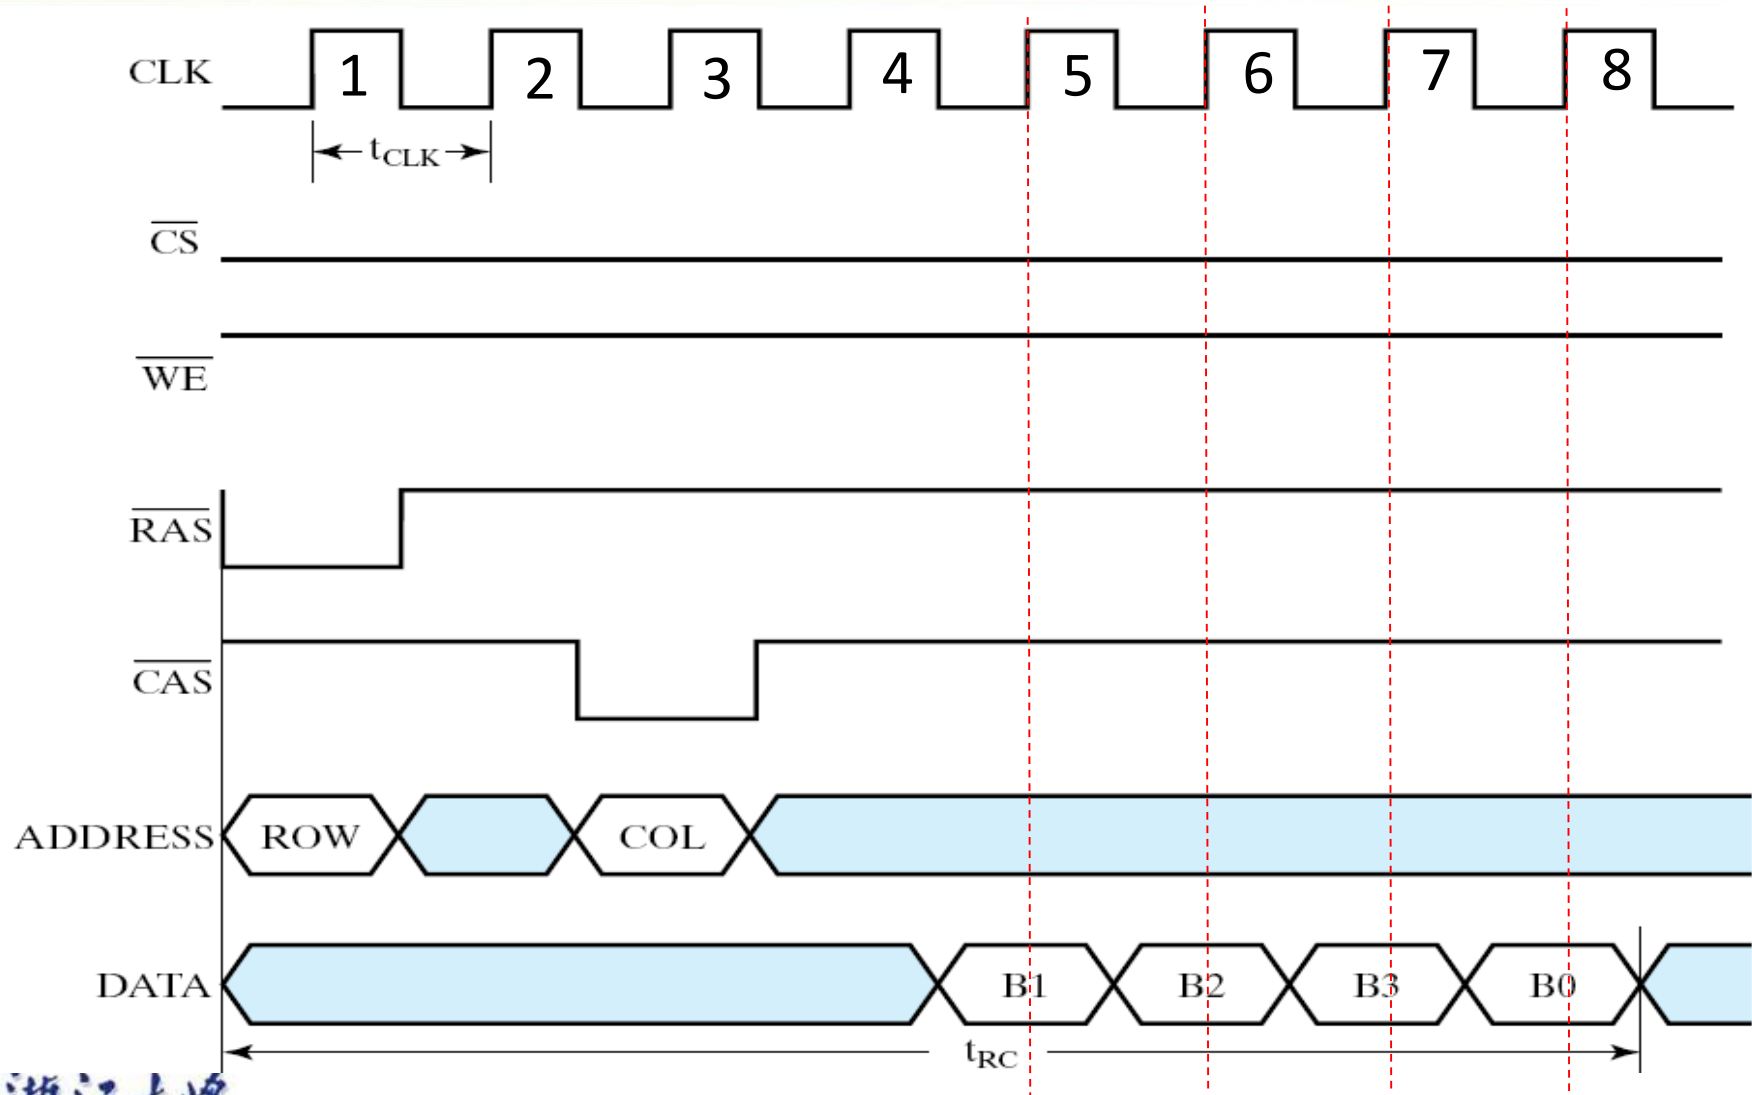 CLK 1 2 3 4 5 6 7 8
tCLK
CS
WE
RAS
CAS
ADDRESS ROW COL
DATA B1 B2 B3 B0
tRC